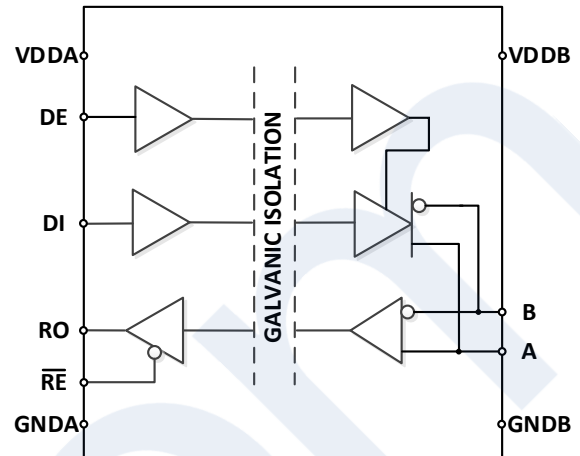 VDDA
VDDB
DE
DI
GALVANIC ISOLATION
RO
B
A
RE
GNDA
GNDB